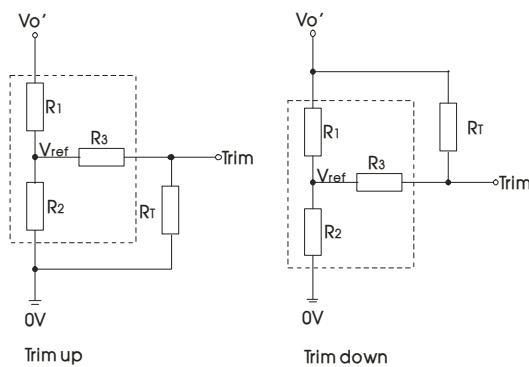 Vo'
R1
R3
Vref
Trim
R2
RT
0V
Trim up
Vo'
R1
RT
R3
Vref
Trim
R2
0V
Trim down